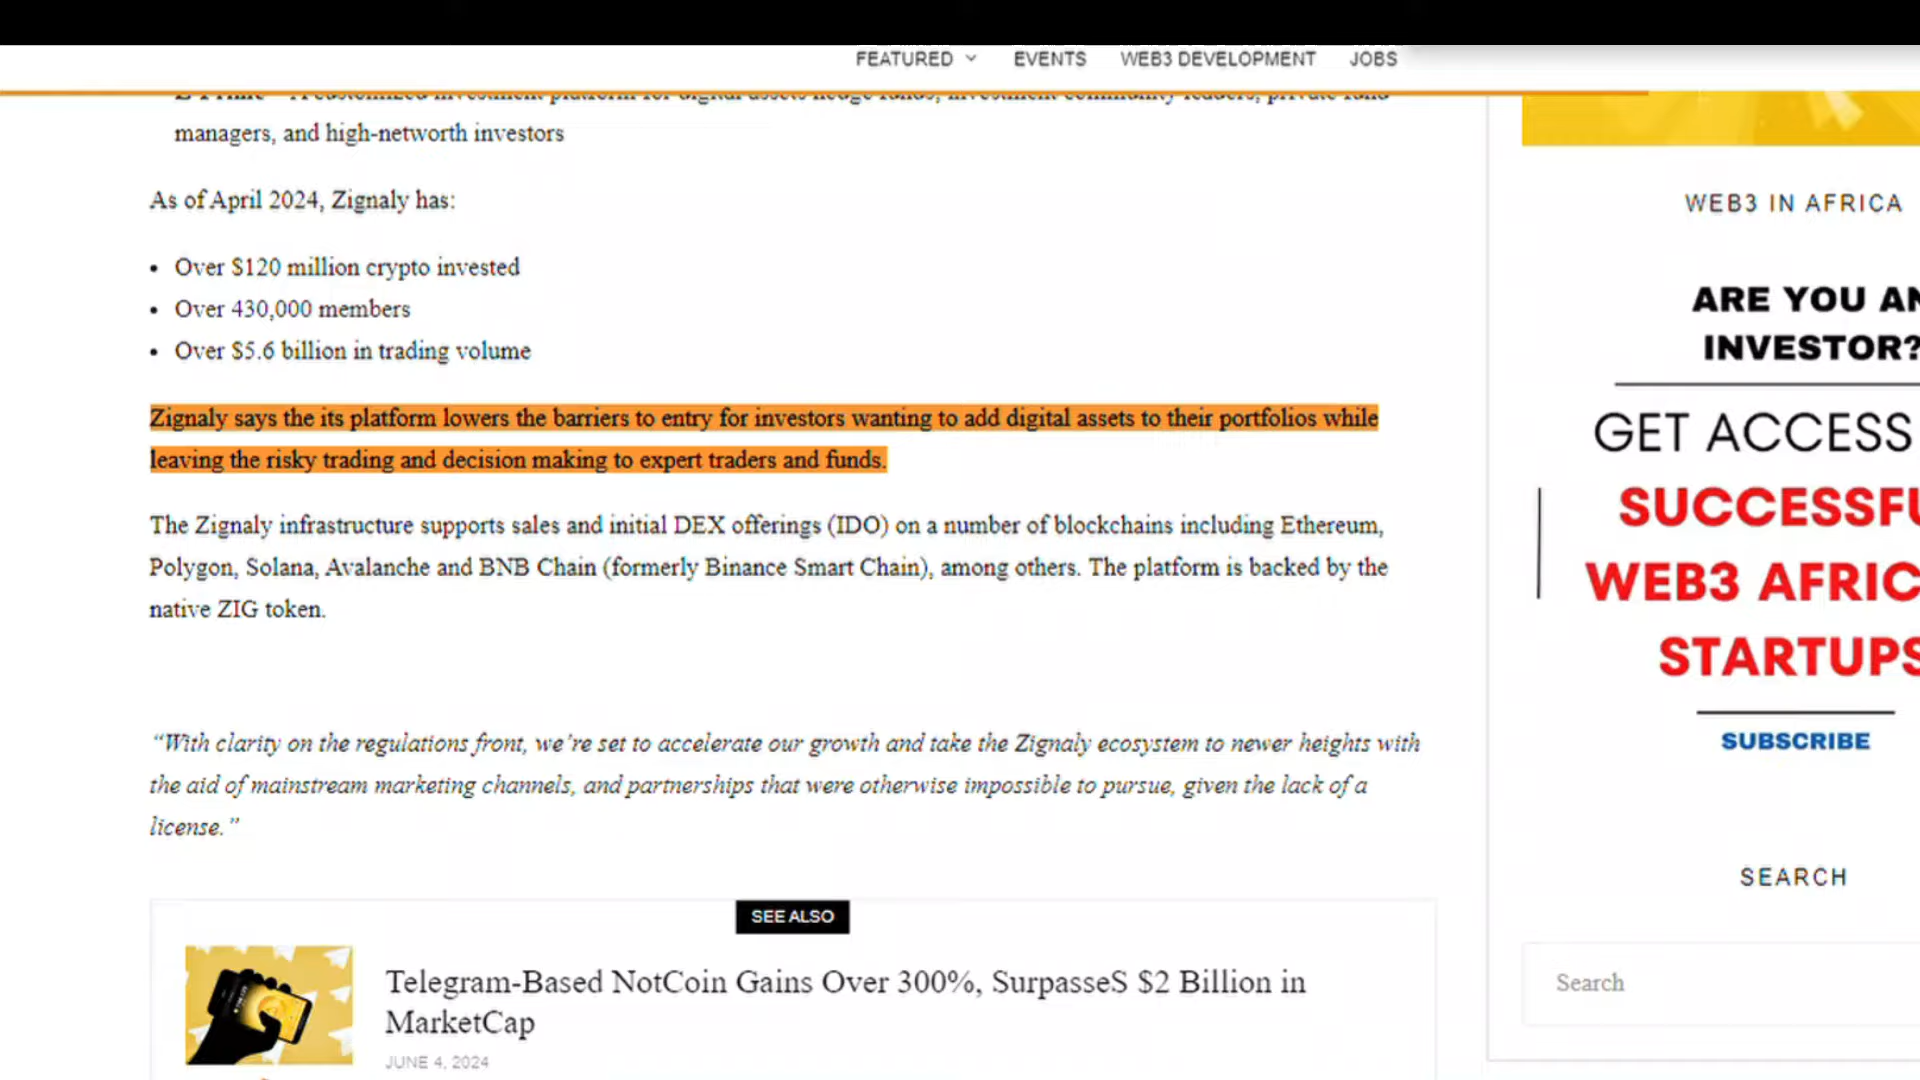 FEATURED EVENTS WEB3 DEVELOPMENT JOBS
managers, and high-networth investors
As of April 2024, Zignaly has:
• Over $120 million crypto invested
• Over 430,000 members
• Over $5.6 billion in trading volume
Zignaly says the its platform lowers the barriers to entry for investors wanting to add digital assets to their portfolios while
leaving the risky trading and decision making to expert traders and funds.
The Zignaly infrastructure supports sales and initial DEX offerings (IDO) on a number of blockchains including Ethereum,
Polygon, Solana, Avalanche and BNB Chain (formerly Binance Smart Chain), among others. The platform is backed by the
native ZIG token.
“With clarity on the regulations front, we’re set to accelerate our growth and take the Zignaly ecosystem to newer heights with
the aid of mainstream marketing channels, and partnerships that were otherwise impossible to pursue, given the lack of a
license.”
SEE ALSO
Telegram-Based NotCoin Gains Over 300%, SurpasseS $2 Billion in
MarketCap
JUNE 4, 2024
WEB3 IN AFRICA
ARE YOU AN
INVESTOR?
GET ACCESS
SUCCESSFU
WEB3 AFRIC
STARTUPS
SUBSCRIBE
SEARCH
Search